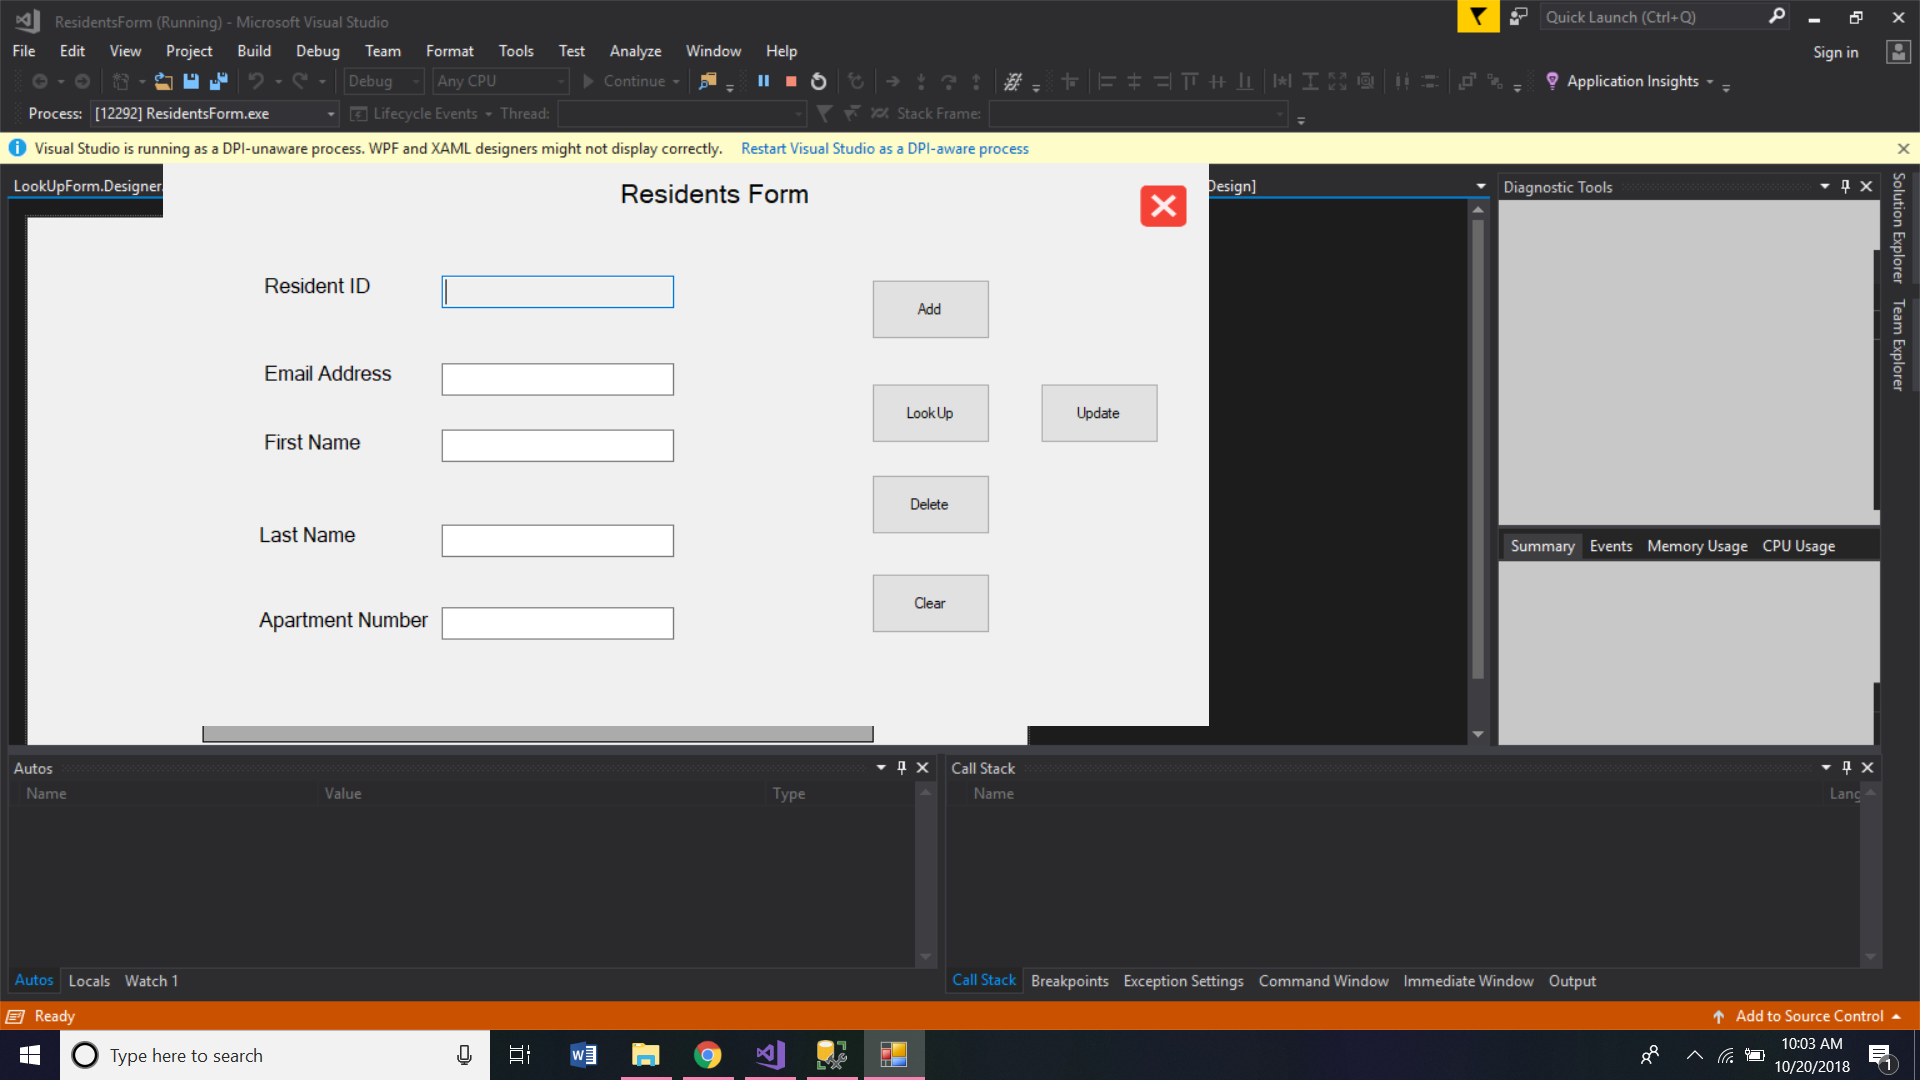 ResidentsForm (Running) - Microsoft Visual Studio
Quick Launch (Ctrl+Q)
File Edit View Project Build Debug Team Format Tools Test Analyze Window Help
Sign in
Debug Any CPU Continue Application Insights
Process: [12292] ResidentsForm.exe Lifecycle Events Thread: Stack Frame:
Visual Studio is running as a DPI-unaware process. WPF and XAML designers might not display correctly. Restart Visual Studio as a DPI-aware process
LookUpForm.Designer. Design]
Diagnostic Tools
Solution Explorer
Team Explorer
Residents Form
Resident ID
Add
Email Address
LookUp Update
First Name
Delete
Last Name
Clear
Apartment Number
Summary Events Memory Usage CPU Usage
Autos
Name Value Type
Call Stack
Name Lang
Autos Locals Watch 1
Call Stack Breakpoints Exception Settings Command Window Immediate Window Output
Ready
Add to Source Control
Type here to search
10:03 AM
10/20/2018
1